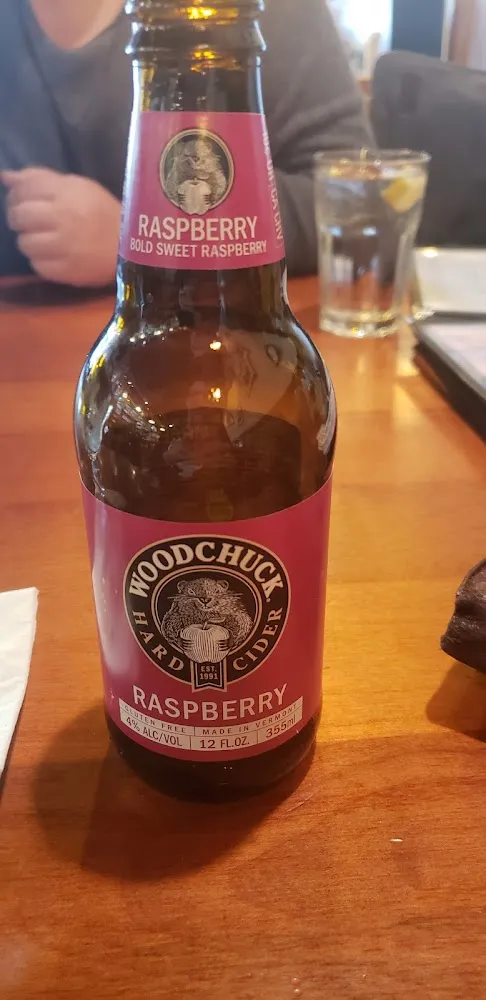 RASPBERRY
BOLD SWEET RASPBERRY
WOODCHUCK
HARD CIDER
EST.
1991
RASPBERRY
GLUTEN FREE MADE IN VERMONT
4% ALC/VOL 12 FL.OZ. 355ml